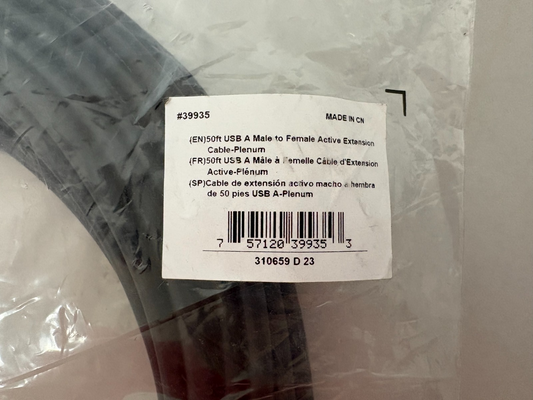 #39935 MADE IN CN
(EN)50ft USB A Male to Female Active Extension
Cable-Plenum
(FR)50ft USB A Mâle à Femelle Câble d'Extension
Active-Plénum
(SP)Cable de extensión activo macho a hembra
de 50 pies USB A-Plenum
7 57120 39935 3
310659 D 23